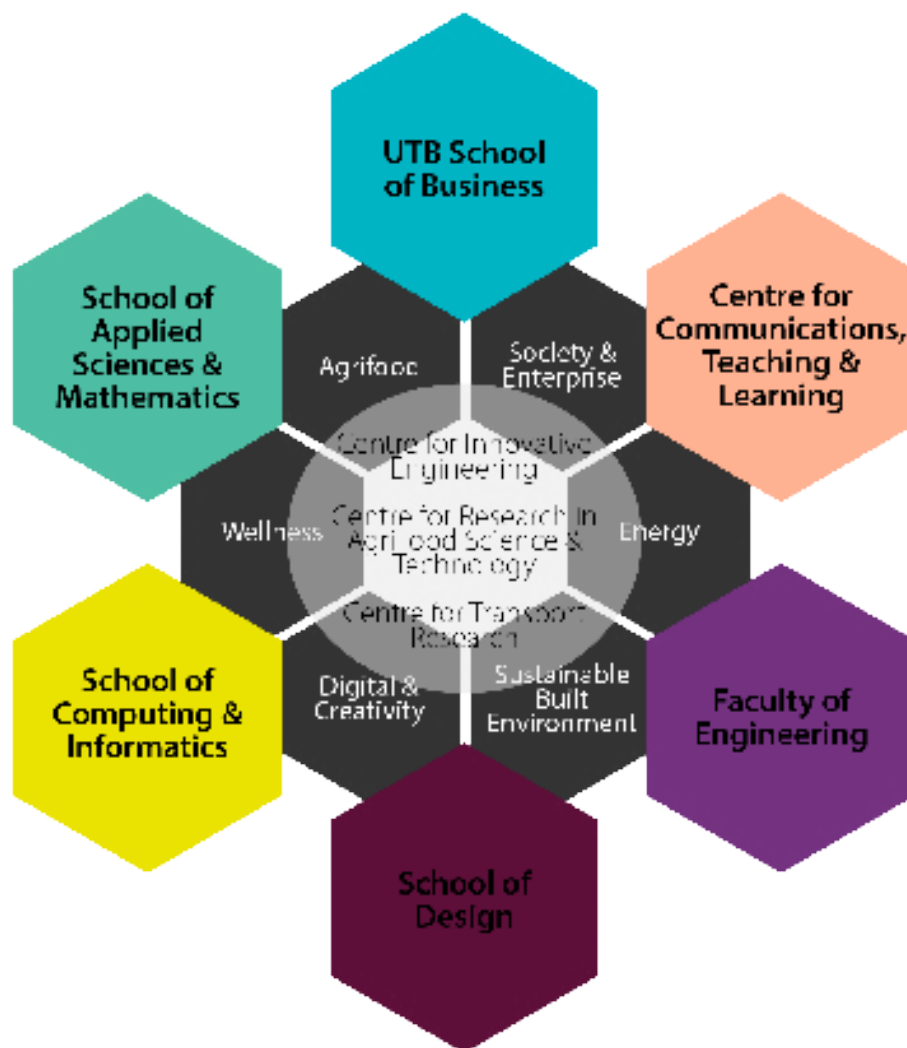 UTB School
of Business
School of
Applied
Sciences &
Mathematics
Agrifood
Society &
Enterprise
Centre for
Communications,
Teaching &
Learning
Centre for Innovative
Engineering
Wellness
Centre for Research in
Agrifood Science &
Technology
Energy
Centre for Transport
Research
School of
Computing &
Informatics
Digital &
Creativity
Sustainable
Built
Environment
Faculty of
Engineering
School of
Design